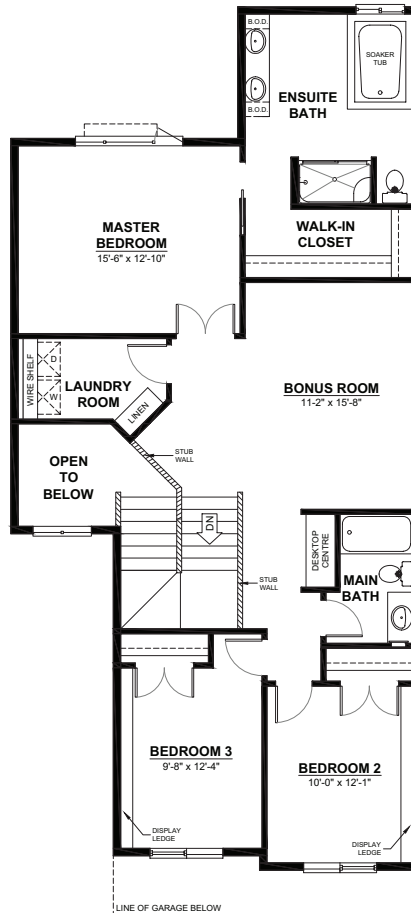 B.O.D.
SOAKER
TUB
ENSUITE
BATH
B.O.D.
MASTER
BEDROOM
15'-6" x 12'-10"
WALK-IN
CLOSET
WIRE SHELF
D
W
LAUNDRY
ROOM
LINEN
BONUS ROOM
11'-2" x 15'-8"
OPEN
TO
BELOW
STUB
WALL
DN
DESKTOP
CENTRE
MAIN
BATH
STUB
WALL
BEDROOM 3
9'-8" x 12'-4"
BEDROOM 2
10'-0" x 12'-1"
DISPLAY
LEDGE
DISPLAY
LEDGE
LINE OF GARAGE BELOW